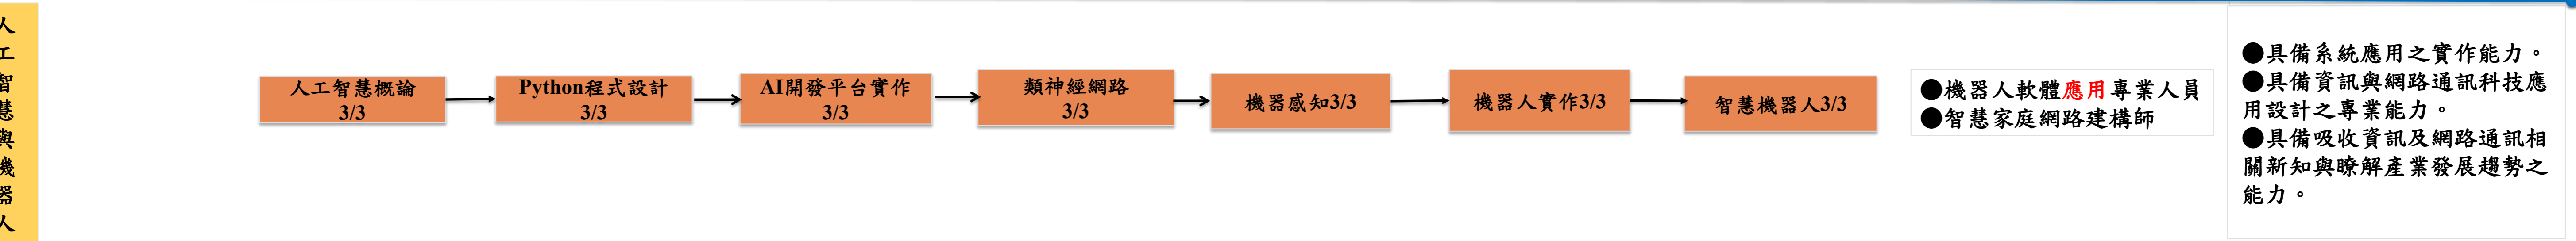 人工智慧與機器人
人工智慧概論
3/3
Python程式設計
3/3
AI開發平台實作
3/3
類神經網路
3/3
機器感知3/3
機器人實作3/3
智慧機器人3/3
●機器人軟體應用專業人員
●智慧家庭網路建構師
●具備系統應用之實作能力。
●具備資訊與網路通訊科技應
用設計之專業能力。
●具備吸收資訊及網路通訊相
關新知與瞭解產業發展趨勢之
能力。